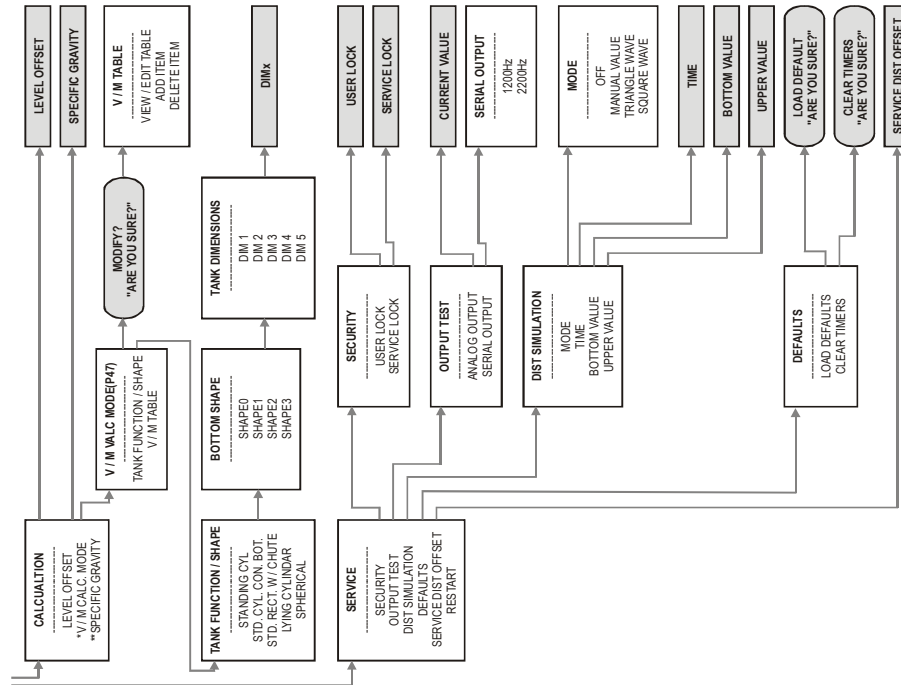 CALCUALTION
LEVEL OFFSET
*V / M CALC. MODE
**SPECIFIC GRAVITY
V / M VALC MODE(P47)
TANK FUNCTION / SHAPE
V / M TABLE
MODIFY?
"ARE YOU SURE?"
LEVEL OFFSET
SPECIFIC GRAVITY
V / M TABLE
VIEW / EDIT TABLE
ADD ITEM
DELETE ITEM
TANK FUNCTION / SHAPE
STANDING CYL
STD. CYL. CON. BOT.
STD. RECT. W / CHUTE
LYING CYLINDAR
SPHERICAL
BOTTOM SHAPE
SHAPE0
SHAPE1
SHAPE2
SHAPE3
TANK DIMENSIONS
DIM 1
DIM 2
DIM 3
DIM 4
DIM 5
DIMx
SERVICE
SECURITY
OUTPUT TEST
DIST SIMULATION
DEFAULTS
SERVICE DIST OFFSET
RESTART
SECURITY
USER LOCK
SERVICE LOCK
USER LOCK
SERVICE LOCK
OUTPUT TEST
ANALOG OUTPUT
SERIAL OUTPUT
CURRENT VALUE
SERIAL OUTPUT
1200Hz
2200Hz
DIST SIMULATION
MODE
TIME
BOTTOM VALUE
UPPER VALUE
MODE
OFF
MANUAL VALUE
TRIANGLE WAVE
SQUARE WAVE
TIME
BOTTOM VALUE
UPPER VALUE
DEFAULTS
LOAD DEFAULTS
CLEAR TIMERS
LOAD DEFAULT
"ARE YOU SURE?"
CLEAR TIMERS
"ARE YOU SURE?"
SERVICE DIST OFFSET